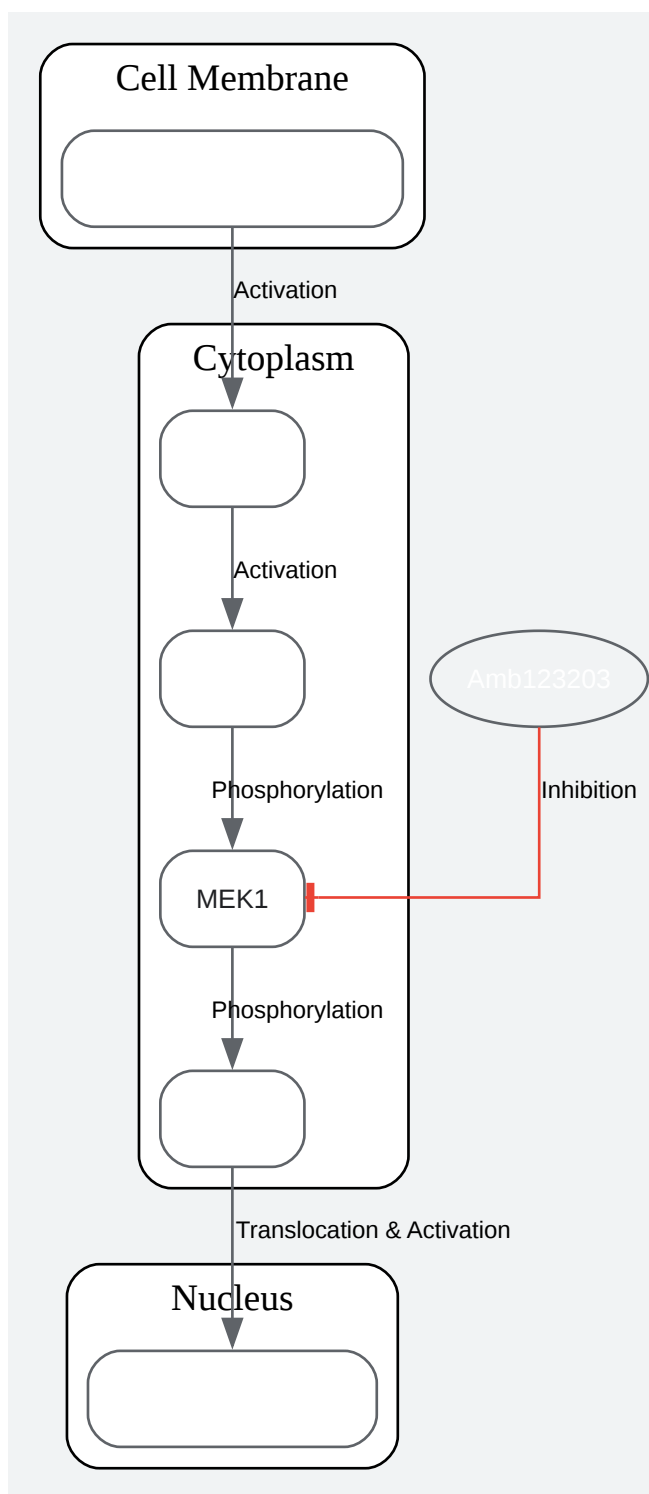 Cell Membrane
Activation
Cytoplasm
Activation
Amb123203
Phosphorylation
Inhibition
MEK1
Phosphorylation
Translocation & Activation
Nucleus